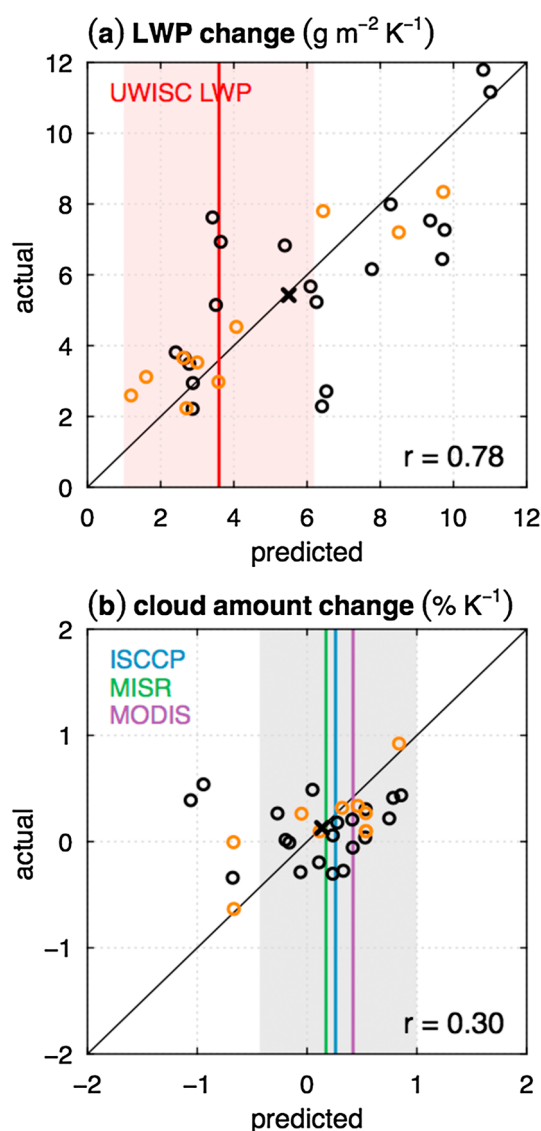 (a) LWP change (g m⁻² K⁻¹)
12
UWISC LWP
10
8
6
4
2
0
actual
r = 0.78
0 2 4 6 8 10 12
predicted
(b) cloud amount change (% K⁻¹)
2
ISCCP
MISR
MODIS
1
0
−1
−2
actual
r = 0.30
−2 −1 0 1 2
predicted